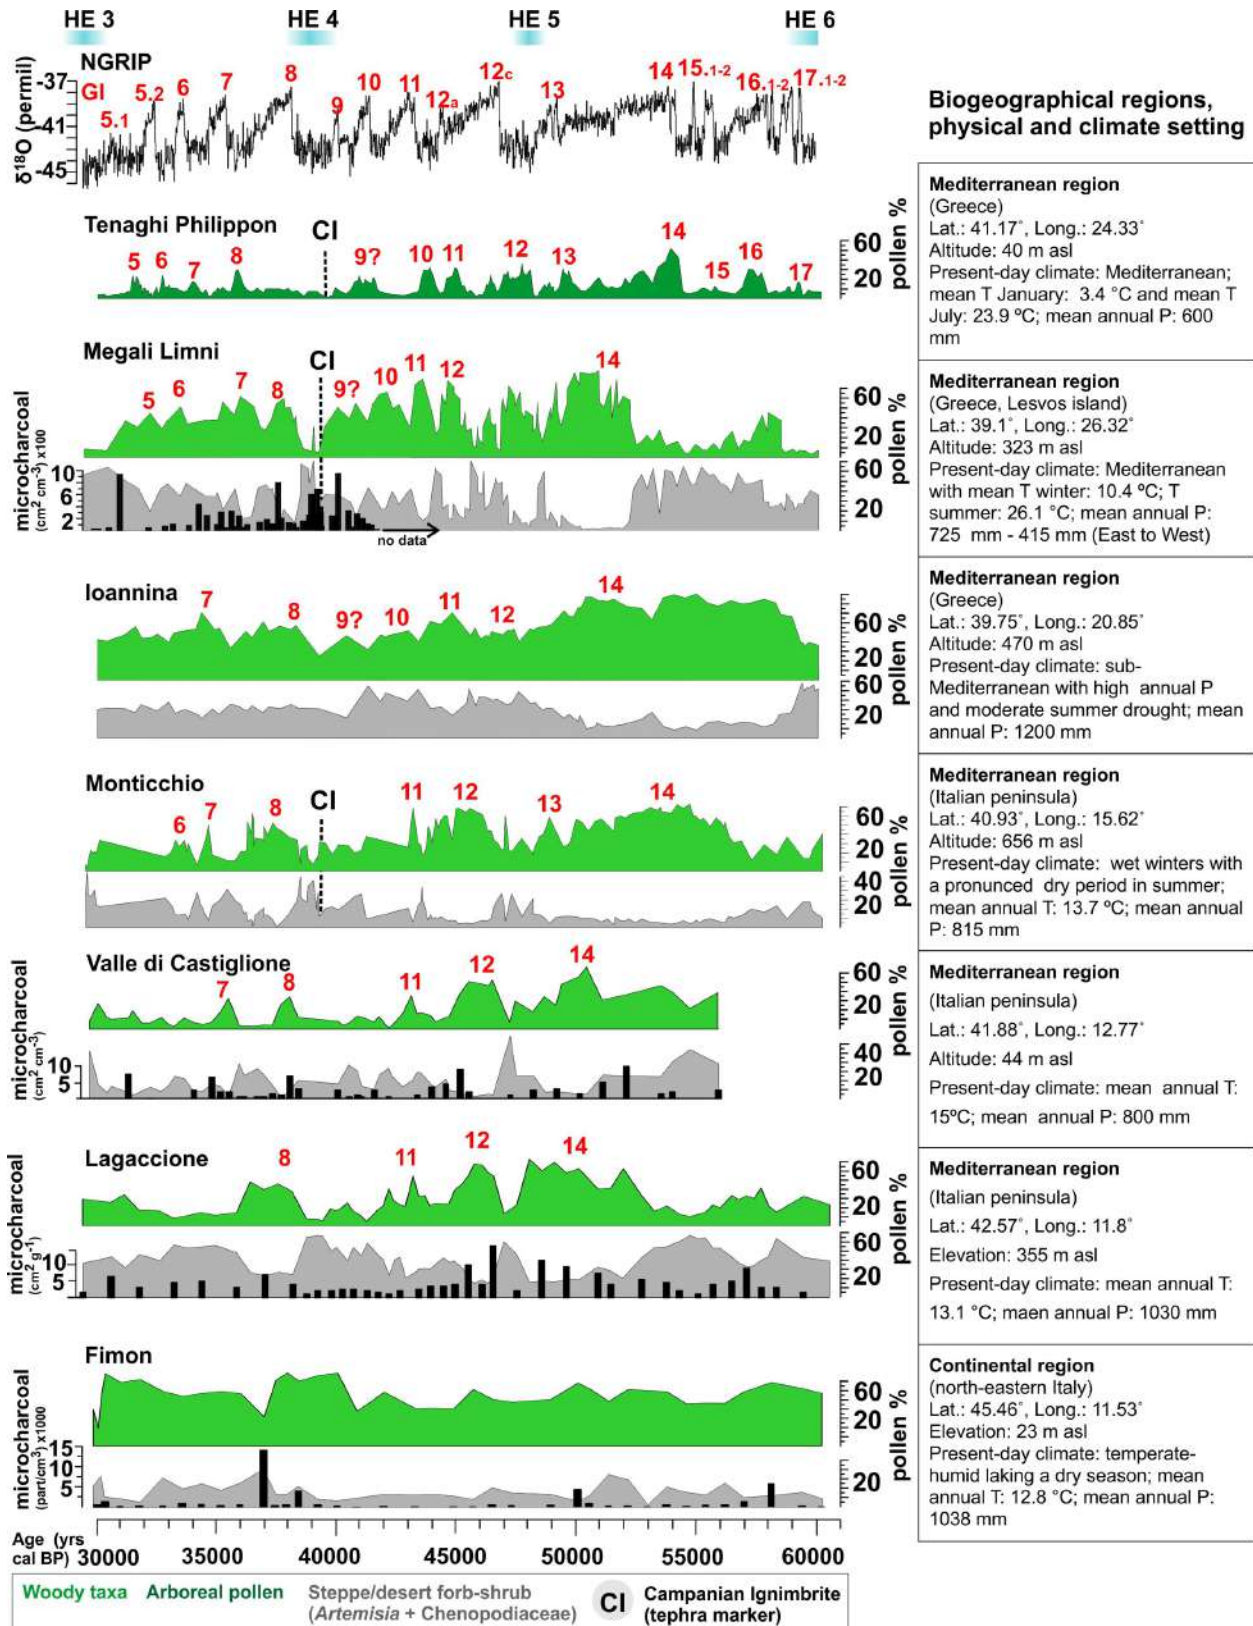 HE 3 HE 4 HE 5 HE 6
NGRIP
δ18O (permil)
-37
-41
-45
GI
5.1 5.2 6 7 8 9 10 11 12a 12c 13 14 15.1-2 16.1-2 17.1-2
Tenaghi Philippon
CI
5 6 7 8 9? 10 11 12 13 14 15 16 17
60
20
pollen %
Megali Limni
CI
5 6 7 8 9? 10 11 12 14
60
20
pollen %
microcharcoal
(cm2 cm-3) x100
10
6
2
no data
60
20
Ioannina
7 8 9? 10 11 12 14
60
20
pollen %
60
20
Monticchio
CI
6 7 8 11 12 13 14
60
20
pollen %
40
20
Valle di Castiglione
7 8 11 12 14
60
20
pollen %
microcharcoal
(cm2 cm-3)
10
5
40
20
Lagaccione
8 11 12 14
60
20
pollen %
microcharcoal
(cm2 g-1)
10
5
60
20
Fimon
60
20
pollen %
microcharcoal
(part/cm3) x1000
15
10
5
20
Age (yrs
cal BP)
30000 35000 40000 45000 50000 55000 60000
Woody taxa Arboreal pollen Steppe/desert forb-shrub
(Artemisia + Chenopodiaceae)
CI Campanian Ignimbrite
(tephra marker)
Biogeographical regions,
physical and climate setting
Mediterranean region
(Greece)
Lat.: 41.17°, Long.: 24.33°
Altitude: 40 m asl
Present-day climate: Mediterranean;
mean T January: 3.4 °C and mean T
July: 23.9 ºC; mean annual P: 600
mm
Mediterranean region
(Greece, Lesvos island)
Lat.: 39.1°, Long.: 26.32°
Altitude: 323 m asl
Present-day climate: Mediterranean
with mean T winter: 10.4 ºC; T
summer: 26.1 °C; mean annual P:
725 mm - 415 mm (East to West)
Mediterranean region
(Greece)
Lat.: 39.75°, Long.: 20.85°
Altitude: 470 m asl
Present-day climate: sub-
Mediterranean with high annual P
and moderate summer drought; mean
annual P: 1200 mm
Mediterranean region
(Italian peninsula)
Lat.: 40.93°, Long.: 15.62°
Altitude: 656 m asl
Present-day climate: wet winters with
a pronunced dry period in summer;
mean annual T: 13.7 ºC; mean annual
P: 815 mm
Mediterranean region
(Italian peninsula)
Lat.: 41.88°, Long.: 12.77°
Altitude: 44 m asl
Present-day climate: mean annual T:
15ºC; mean annual P: 800 mm
Mediterranean region
(Italian peninsula)
Lat.: 42.57°, Long.: 11.8°
Elevation: 355 m asl
Present-day climate: mean annual T:
13.1 °C; maen annual P: 1030 mm
Continental region
(north-eastern Italy)
Lat.: 45.46°, Long.: 11.53°
Elevation: 23 m asl
Present-day climate: temperate-
humid laking a dry season; mean
annual T: 12.8 °C; mean annual P:
1038 mm